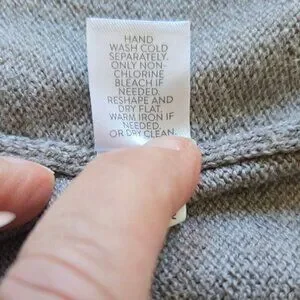 HAND
WASH COLD
SEPARATELY.
ONLY NON-
CHLORINE
BLEACH IF
NEEDED.
RESHAPE AND
DRY FLAT.
WARM IRON IF
NEEDED.
OR DRY CLEAN.